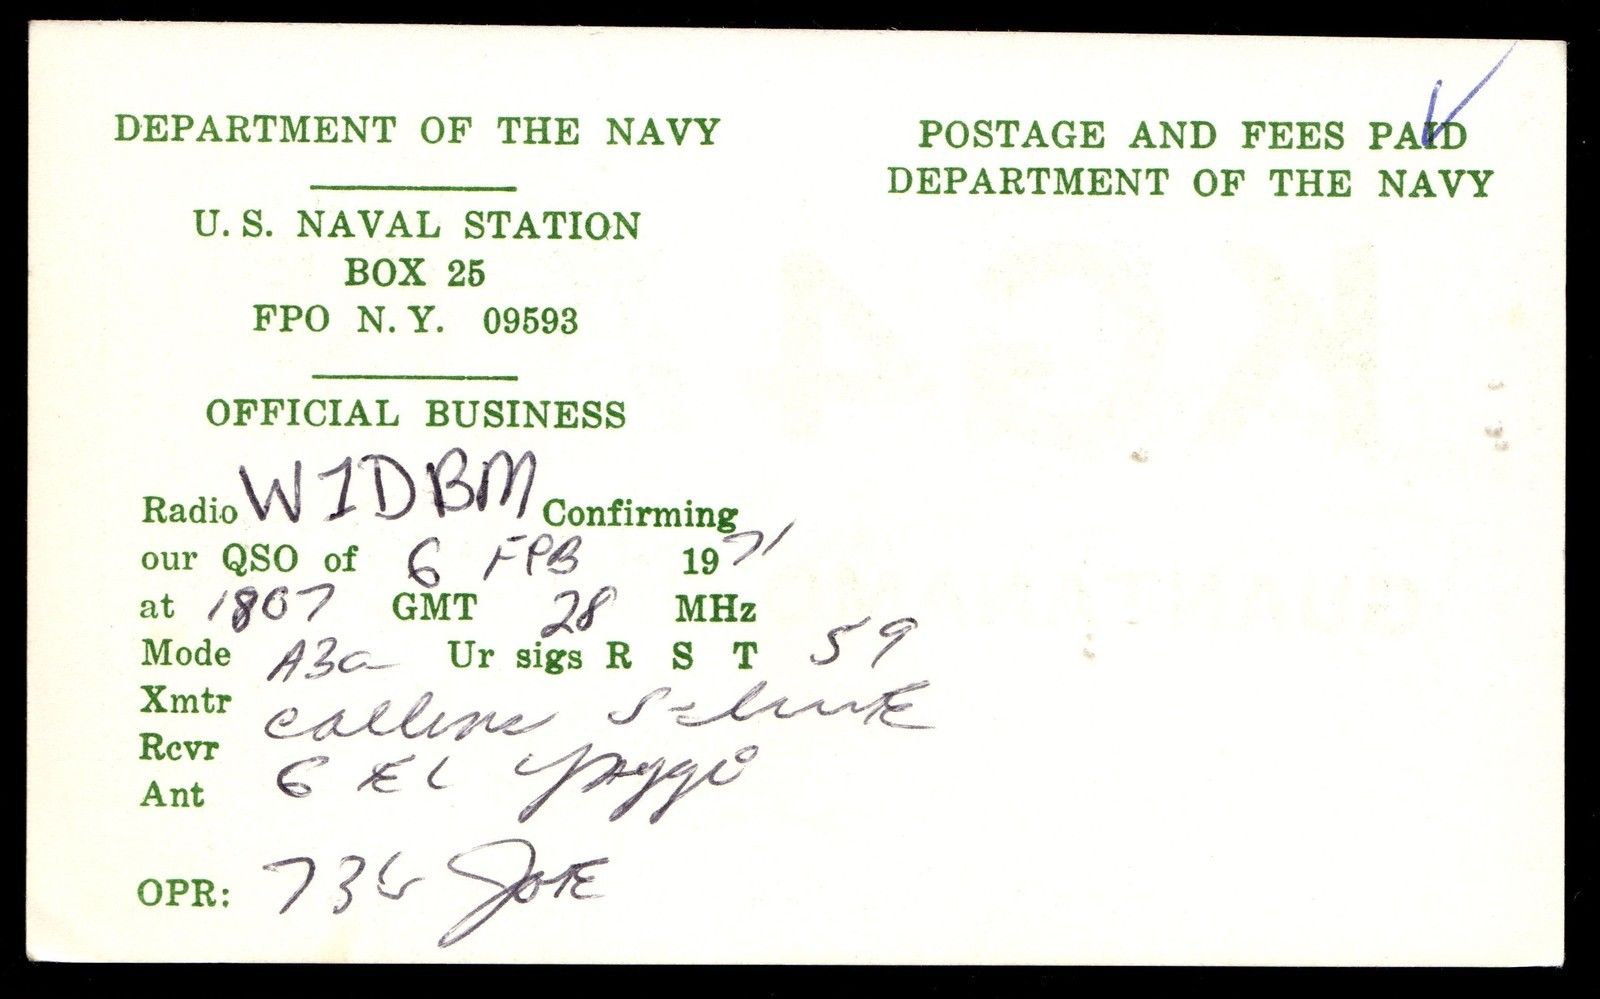 DEPARTMENT OF THE NAVY
U. S. NAVAL STATION
BOX 25
FPO N. Y. 09593
OFFICIAL BUSINESS
POSTAGE AND FEES PAID
DEPARTMENT OF THE NAVY
Radio W1DBM Confirming
our QSO of 6 FEB 1971
at 1807 GMT 28 MHz
Mode A3a Ur sigs R S T 59
Xmtr Collins S-Line
Rcvr
Ant 6 EL Yaggi
OPR: 73's Joe